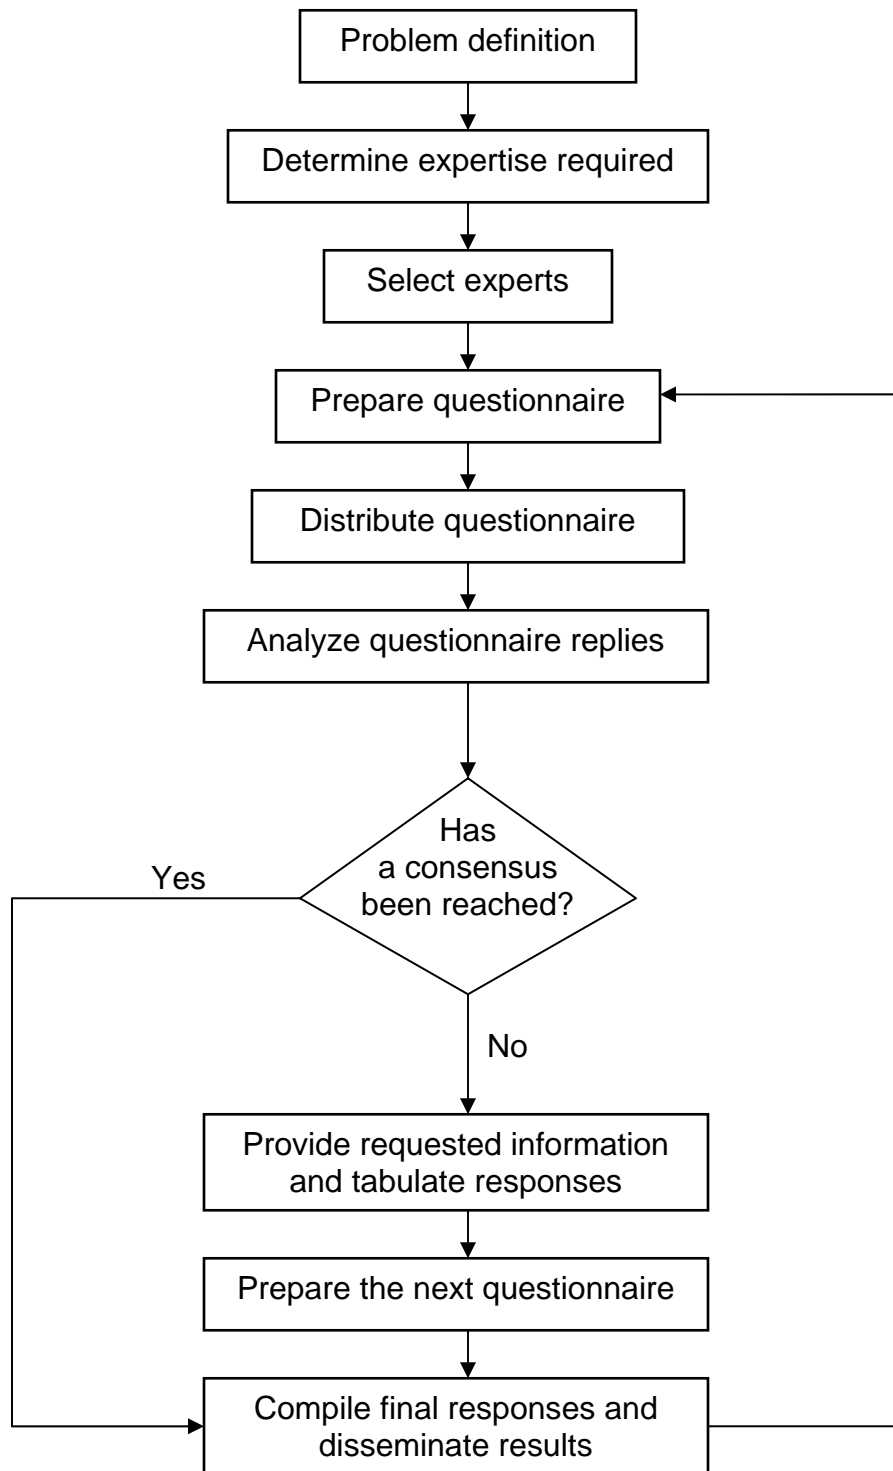 Problem definition
Determine expertise required
Select experts
Prepare questionnaire
Distribute questionnaire
Analyze questionnaire replies
Has
a consensus
been reached?
Yes
No
Provide requested information
and tabulate responses
Prepare the next questionnaire
Compile final responses and
disseminate results